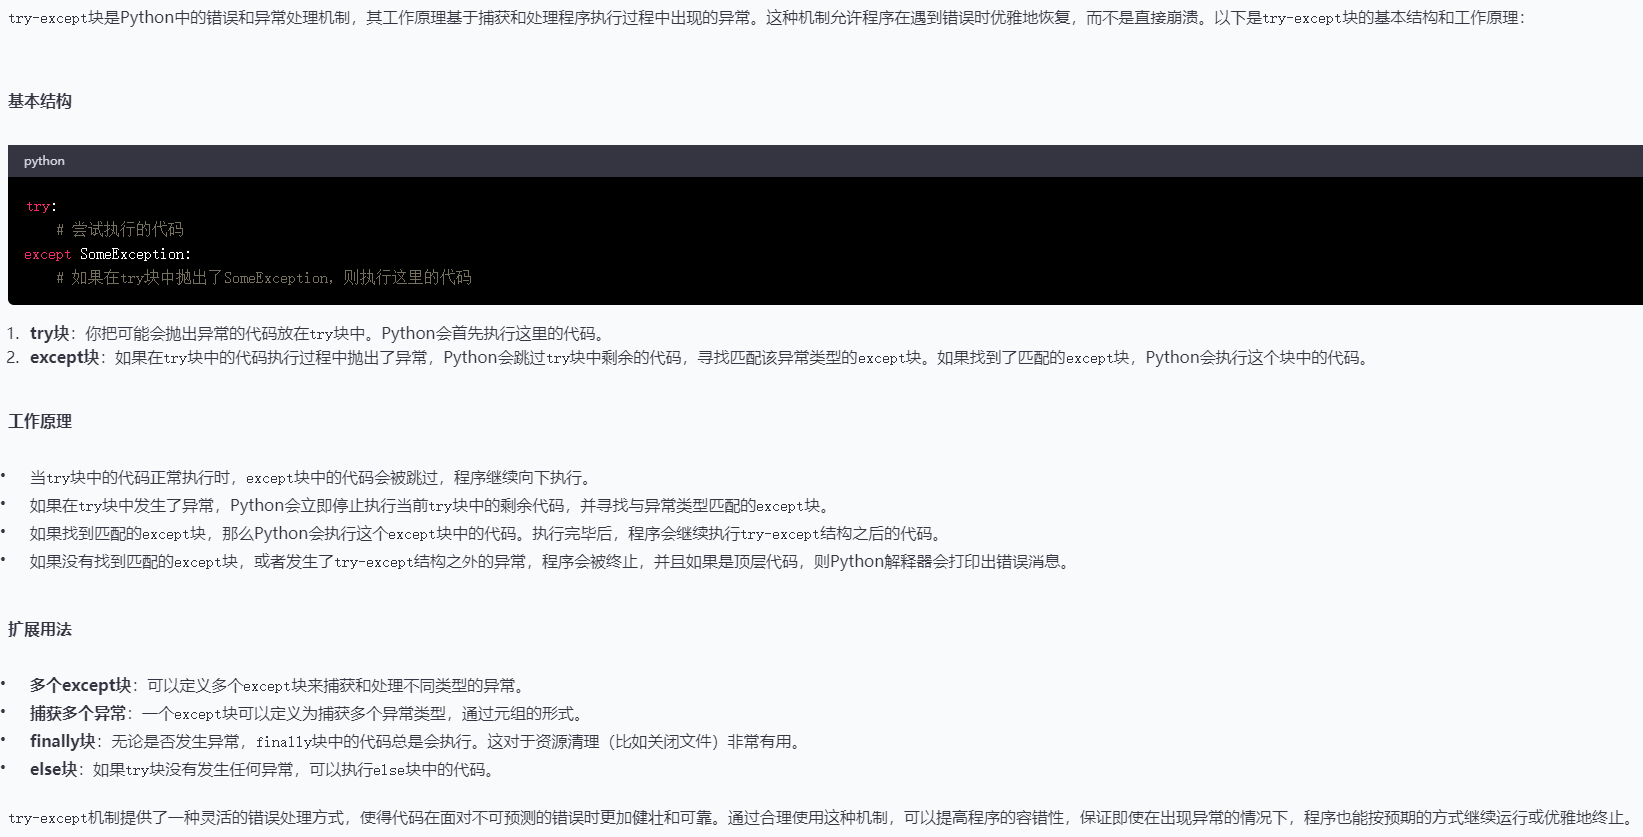 try-except块是Python中的错误和异常处理机制，其工作原理基于捕获和处理程序执行过程中出现的异常。这种机制允许程序在遇到错误时优雅地恢复，而不是直接崩溃。以下是try-except块的基本结构和工作原理：
基本结构
python
try:
    # 尝试执行的代码
except SomeException:
    # 如果在try块中抛出了SomeException，则执行这里的代码
1. try块：你把可能会抛出异常的代码放在try块中。Python会首先执行这里的代码。
2. except块：如果在try块中的代码执行过程中抛出了异常，Python会跳过try块中剩余的代码，寻找匹配该异常类型的except块。如果找到了匹配的except块，Python会执行这个块中的代码。
工作原理
• 当try块中的代码正常执行时，except块中的代码会被跳过，程序继续向下执行。
• 如果在try块中发生了异常，Python会立即停止执行当前try块中的剩余代码，并寻找与异常类型匹配的except块。
• 如果找到匹配的except块，那么Python会执行这个except块中的代码。执行完毕后，程序会继续执行try-except结构之后的代码。
• 如果没有找到匹配的except块，或者发生了try-except结构之外的异常，程序会被终止，并且如果是顶层代码，则Python解释器会打印出错误消息。
扩展用法
• 多个except块：可以定义多个except块来捕获和处理不同类型的异常。
• 捕获多个异常：一个except块可以定义为捕获多个异常类型，通过元组的形式。
• finally块：无论是否发生异常，finally块中的代码总是会执行。这对于资源清理（比如关闭文件）非常有用。
• else块：如果try块没有发生任何异常，可以执行else块中的代码。
try-except机制提供了一种灵活的错误处理方式，使得代码在面对不可预测的错误时更加健壮和可靠。通过合理使用这种机制，可以提高程序的容错性，保证即使在出现异常的情况下，程序也能按预期的方式继续运行或优雅地终止。